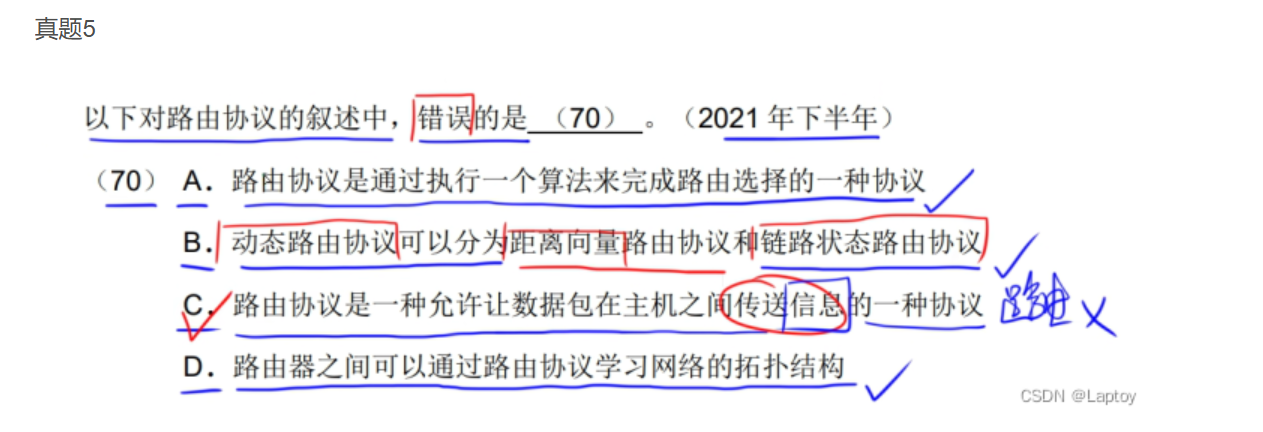 真题5
以下对路由协议的叙述中，错误的是（70）。（2021 年下半年）
（70） A．路由协议是通过执行一个算法来完成路由选择的一种协议
B．动态路由协议可以分为距离向量路由协议和链路状态路由协议
C．路由协议是一种允许让数据包在主机之间传送信息的一种协议 路由
D．路由器之间可以通过路由协议学习网络的拓扑结构
CSDN @Laptoy